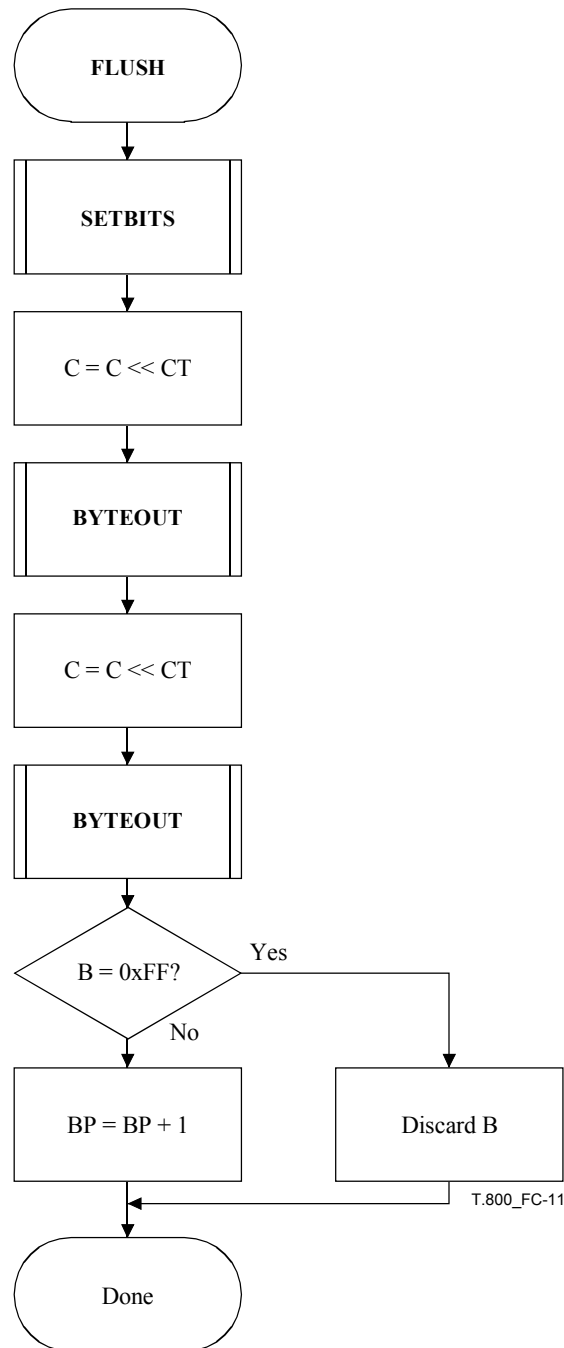 FLUSH
SETBITS
C = C << CT
BYTEOUT
C = C << CT
BYTEOUT
B = 0xFF?
Yes
No
BP = BP + 1
Discard B
T.800_FC-11
Done